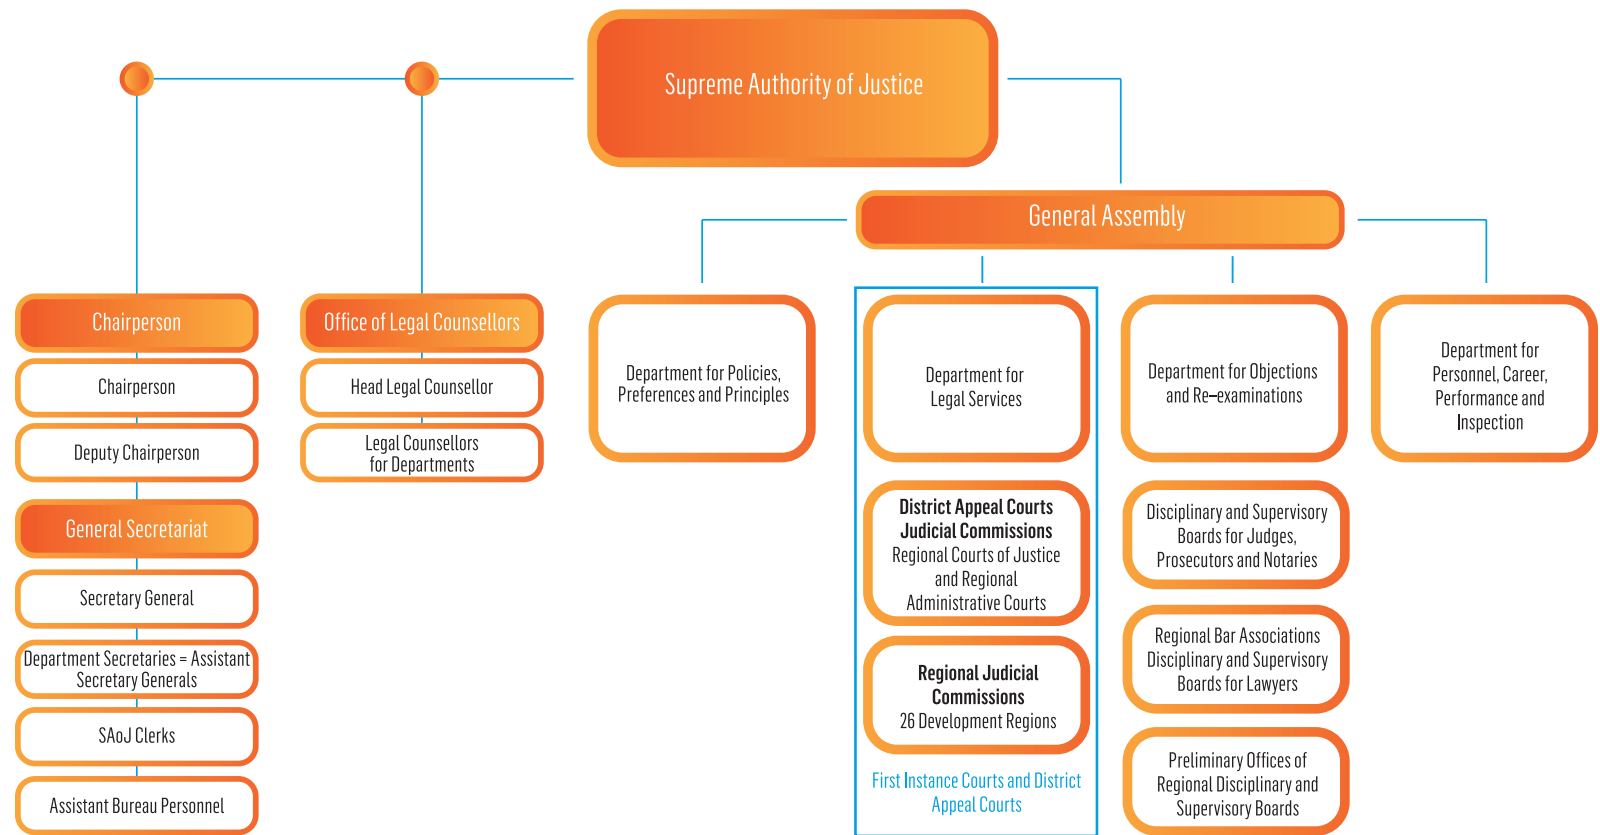 Supreme Authority of Justice
General Assembly
Chairperson
Chairperson
Deputy Chairperson
General Secretariat
Secretary General
Department Secretaries = Assistant
Secretary Generals
SAoJ Clerks
Assistant Bureau Personnel
Office of Legal Counsellors
Head Legal Counsellor
Legal Counsellors
for Departments
Department for Policies,
Preferences and Principles
Department for
Legal Services
District Appeal Courts
Judicial Commissions
Regional Courts of Justice
and Regional
Administrative Courts
Regional Judicial
Commissions
26 Development Regions
First Instance Courts and District
Appeal Courts
Department for Objections
and Re–examinations
Disciplinary and Supervisory
Boards for Judges,
Prosecutors and Notaries
Regional Bar Associations
Disciplinary and Supervisory
Boards for Lawyers
Preliminary Offices of
Regional Disciplinary and
Supervisory Boards
Department for
Personnel, Career,
Performance and
Inspection